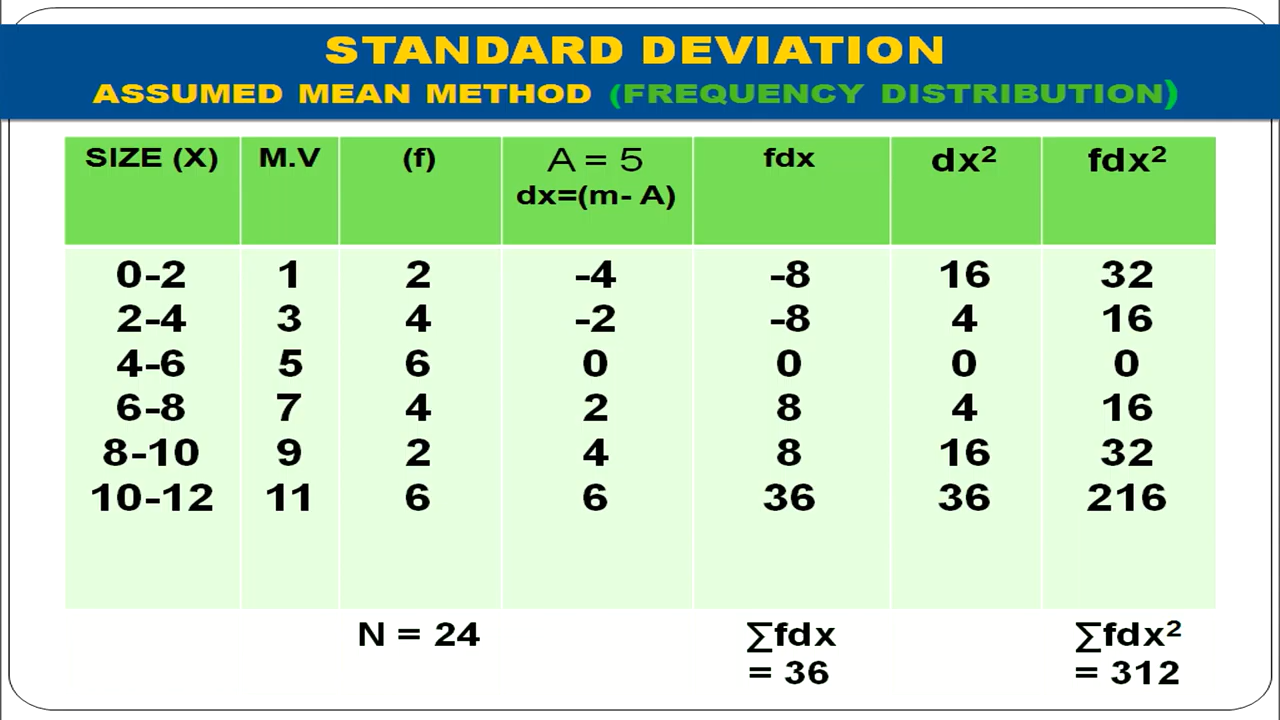 STANDARD DEVIATION
ASSUMED MEAN METHOD (FREQUENCY DISTRIBUTION)
SIZE (X) M.V (f) A = 5 dx=(m- A) fdx dx² fdx²
0-2 1 2 -4 -8 16 32
2-4 3 4 -2 -8 4 16
4-6 5 6 0 0 0 0
6-8 7 4 2 8 4 16
8-10 9 2 4 8 16 32
10-12 11 6 6 36 36 216
N = 24 ∑fdx ∑fdx²
= 36 = 312